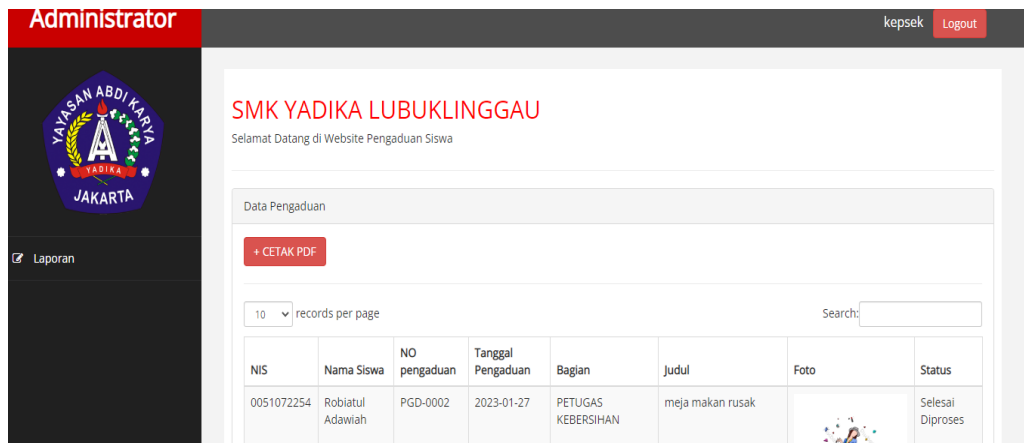 Administrator
kepsek
Logout
YAYASAN ABDI KARYA
YADIKA
JAKARTA
Laporan
SMK YADIKA LUBUKLINGGAU
Selamat Datang di Website Pengaduan Siswa
Data Pengaduan
+ CETAK PDF
10 records per page
Search:
NIS Nama Siswa NO pengaduan Tanggal Pengaduan Bagian Judul Foto Status
0051072254 Robiatul Adawiah PGD-0002 2023-01-27 PETUGAS KEBERSIHAN meja makan rusak Selesai Diproses